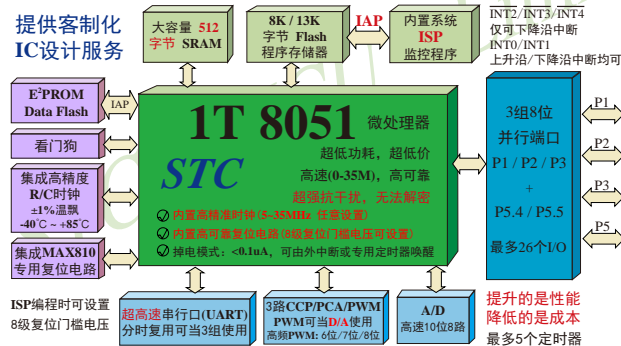 提供客制化
IC设计服务
大容量 512
字节 SRAM
8K / 13K
字节 Flash
程序存储器
IAP
内置系统
ISP
监控程序
INT2/INT3/INT4
仅可下降沿中断
INT0/INT1
上升沿/下降沿中断均可
E²PROM
Data Flash
IAP
看门狗
集成高精度
R/C时钟
±1%温飘
-40℃ ~ +85℃
集成MAX810
专用复位电路
1T 8051 微处理器
STC
超低功耗，超低价
高速(0-35M)，高可靠
超强抗干扰，无法解密
内置高精准时钟(5~35MHz 任意设置)
内置高可靠复位电路(8级复位门槛电压可设置)
掉电模式：<0.1uA，可由外中断或专用定时器唤醒
3组8位
并行端口
P1 / P2 / P3
+
P5.4 / P5.5
最多26个I/O
P1
P2
P3
P5
ISP编程时可设置
8级复位门槛电压
超高速串行口(UART)
分时复用可当3组使用
3路CCP/PCA/PWM
PWM可当D/A使用
高频PWM: 6位/7位/8位
A/D
高速10位8路
提升的是性能
降低的是成本
最多5个定时器